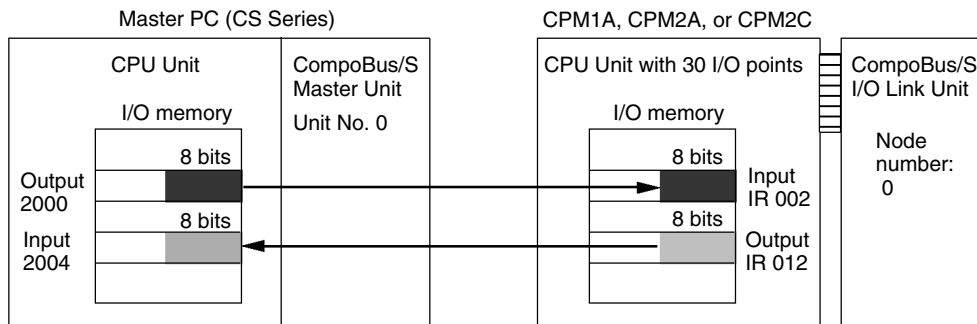 Master PC (CS Series)
CPM1A, CPM2A, or CPM2C
CPU Unit
CompoBus/S
Master Unit
Unit No. 0
I/O memory
8 bits
Output
2000
8 bits
Input
2004
CPU Unit with 30 I/O points
I/O memory
8 bits
Input
IR 002
8 bits
Output
IR 012
CompoBus/S
I/O Link Unit
Node
number:
0